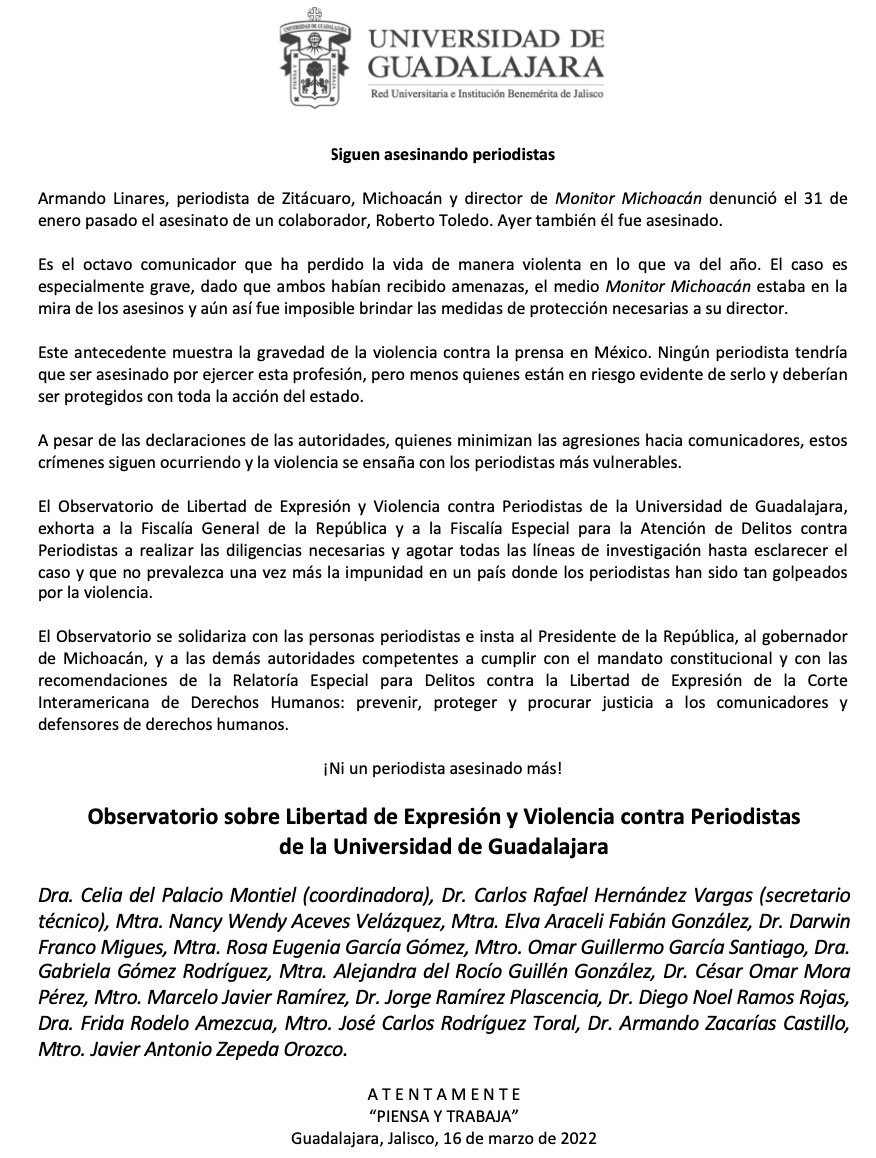 UNIVERSIDAD DE
GUADALAJARA
Red Universitaria e Institución Benemérita de Jalisco
Siguen asesinando periodistas
Armando Linares, periodista de Zitácuaro, Michoacán y director de Monitor Michoacán denunció el 31 de
enero pasado el asesinato de un colaborador, Roberto Toledo. Ayer también él fue asesinado.
Es el octavo comunicador que ha perdido la vida de manera violenta en lo que va del año. El caso es
especialmente grave, dado que ambos habían recibido amenazas, el medio Monitor Michoacán estaba en la
mira de los asesinos y aún así fue imposible brindar las medidas de protección necesarias a su director.
Este antecedente muestra la gravedad de la violencia contra la prensa en México. Ningún periodista tendría
que ser asesinado por ejercer esta profesión, pero menos quienes están en riesgo evidente de serlo y deberían
ser protegidos con toda la acción del estado.
A pesar de las declaraciones de las autoridades, quienes minimizan las agresiones hacia comunicadores, estos
crímenes siguen ocurriendo y la violencia se ensaña con los periodistas más vulnerables.
El Observatorio de Libertad de Expresión y Violencia contra Periodistas de la Universidad de Guadalajara,
exhorta a la Fiscalía General de la República y a la Fiscalía Especial para la Atención de Delitos contra
Periodistas a realizar las diligencias necesarias y agotar todas las líneas de investigación hasta esclarecer el
caso y que no prevalezca una vez más la impunidad en un país donde los periodistas han sido tan golpeados
por la violencia.
El Observatorio se solidariza con las personas periodistas e insta al Presidente de la República, al gobernador
de Michoacán, y a las demás autoridades competentes a cumplir con el mandato constitucional y con las
recomendaciones de la Relatoría Especial para Delitos contra la Libertad de Expresión de la Corte
Interamericana de Derechos Humanos: prevenir, proteger y procurar justicia a los comunicadores y
defensores de derechos humanos.
¡Ni un periodista asesinado más!
Observatorio sobre Libertad de Expresión y Violencia contra Periodistas
de la Universidad de Guadalajara
Dra. Celia del Palacio Montiel (coordinadora), Dr. Carlos Rafael Hernández Vargas (secretario
técnico), Mtra. Nancy Wendy Aceves Velázquez, Mtra. Elva Araceli Fabián González, Dr. Darwin
Franco Migues, Mtra. Rosa Eugenia García Gómez, Mtro. Omar Guillermo García Santiago, Dra.
Gabriela Gómez Rodríguez, Mtra. Alejandra del Rocío Guillén González, Dr. César Omar Mora
Pérez, Mtro. Marcelo Javier Ramírez, Dr. Jorge Ramírez Plascencia, Dr. Diego Noel Ramos Rojas,
Dra. Frida Rodelo Amezcua, Mtro. José Carlos Rodríguez Toral, Dr. Armando Zacarías Castillo,
Mtro. Javier Antonio Zepeda Orozco.
A T E N T A M E N T E
“PIENSA Y TRABAJA”
Guadalajara, Jalisco, 16 de marzo de 2022